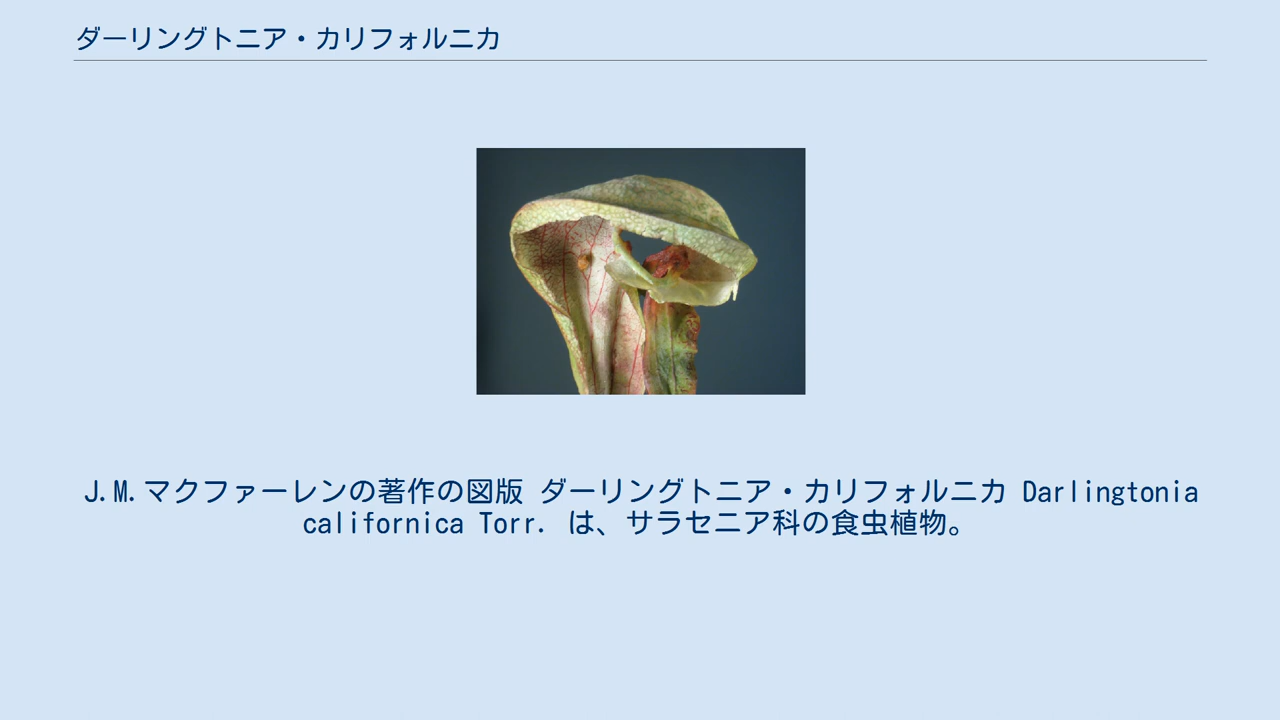 ダーリングトニア・カリフォルニカ
J.M.マクファーレンの著作の図版 ダーリングトニア・カリフォルニカ Darlingtonia
californica Torr. は、サラセニア科の食虫植物。